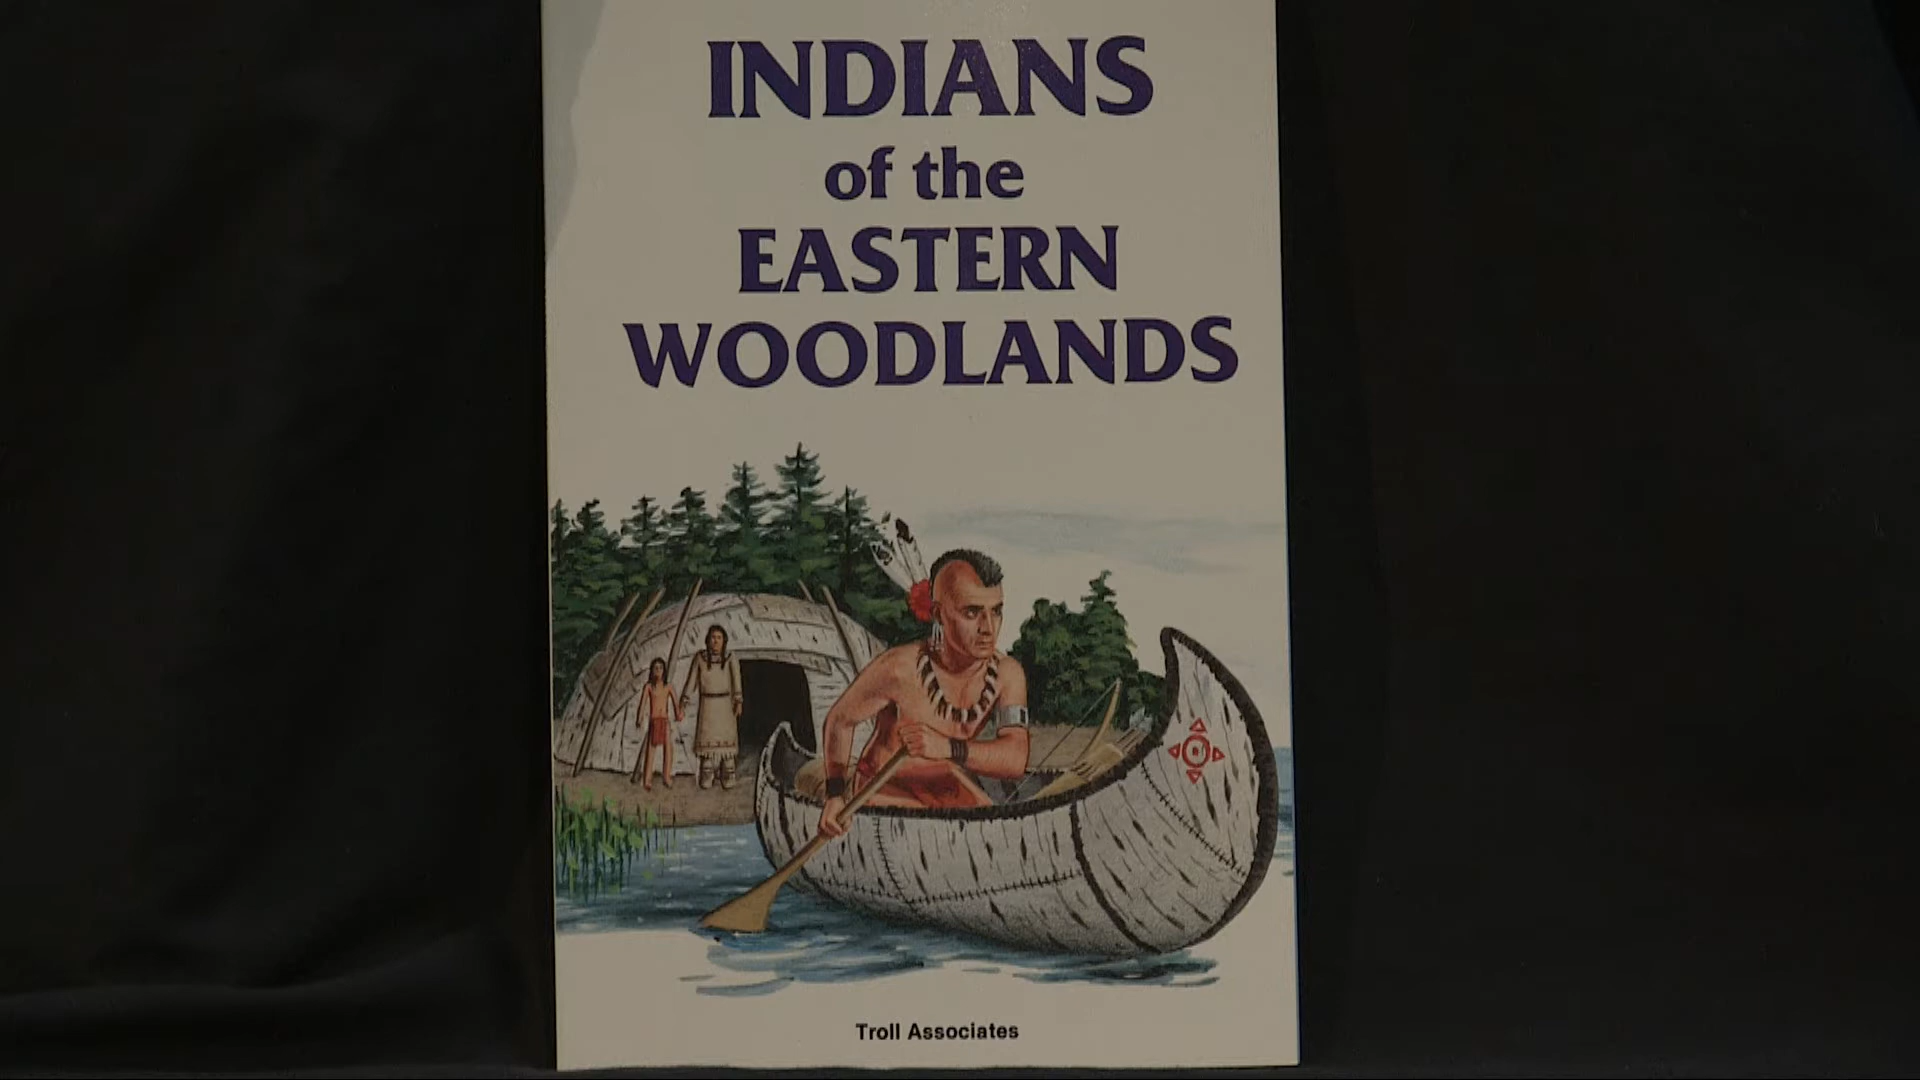 INDIANS
of the
EASTERN
WOODLANDS
Troll Associates